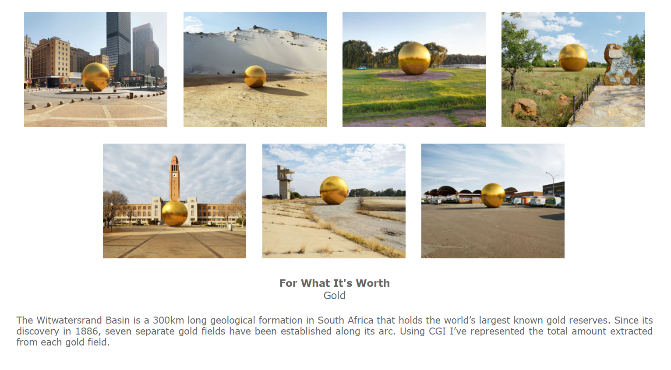 For What It's Worth
Gold
The Witwatersrand Basin is a 300km long geological formation in South Africa that holds the world's largest known gold reserves. Since its
discovery in 1886, seven separate gold fields have been established along its arc. Using CGI I've represented the total amount extracted
from each gold field.